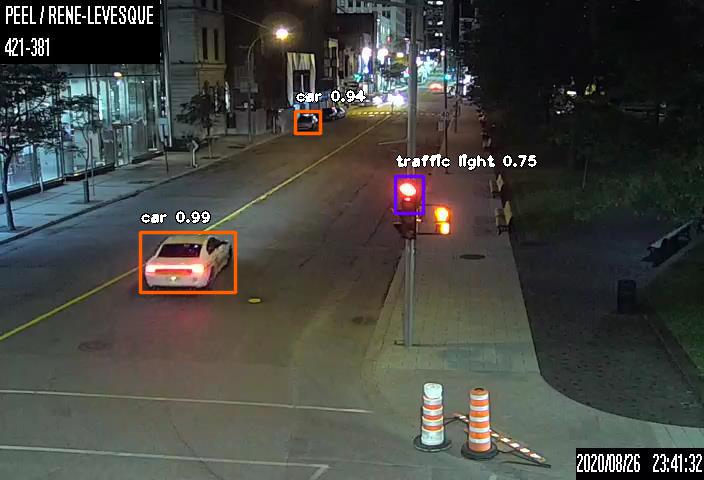 PEEL / RENE-LEVESQUE
421-381
car 0.94
traffic light 0.75
car 0.99
2020/08/26 23:41:32